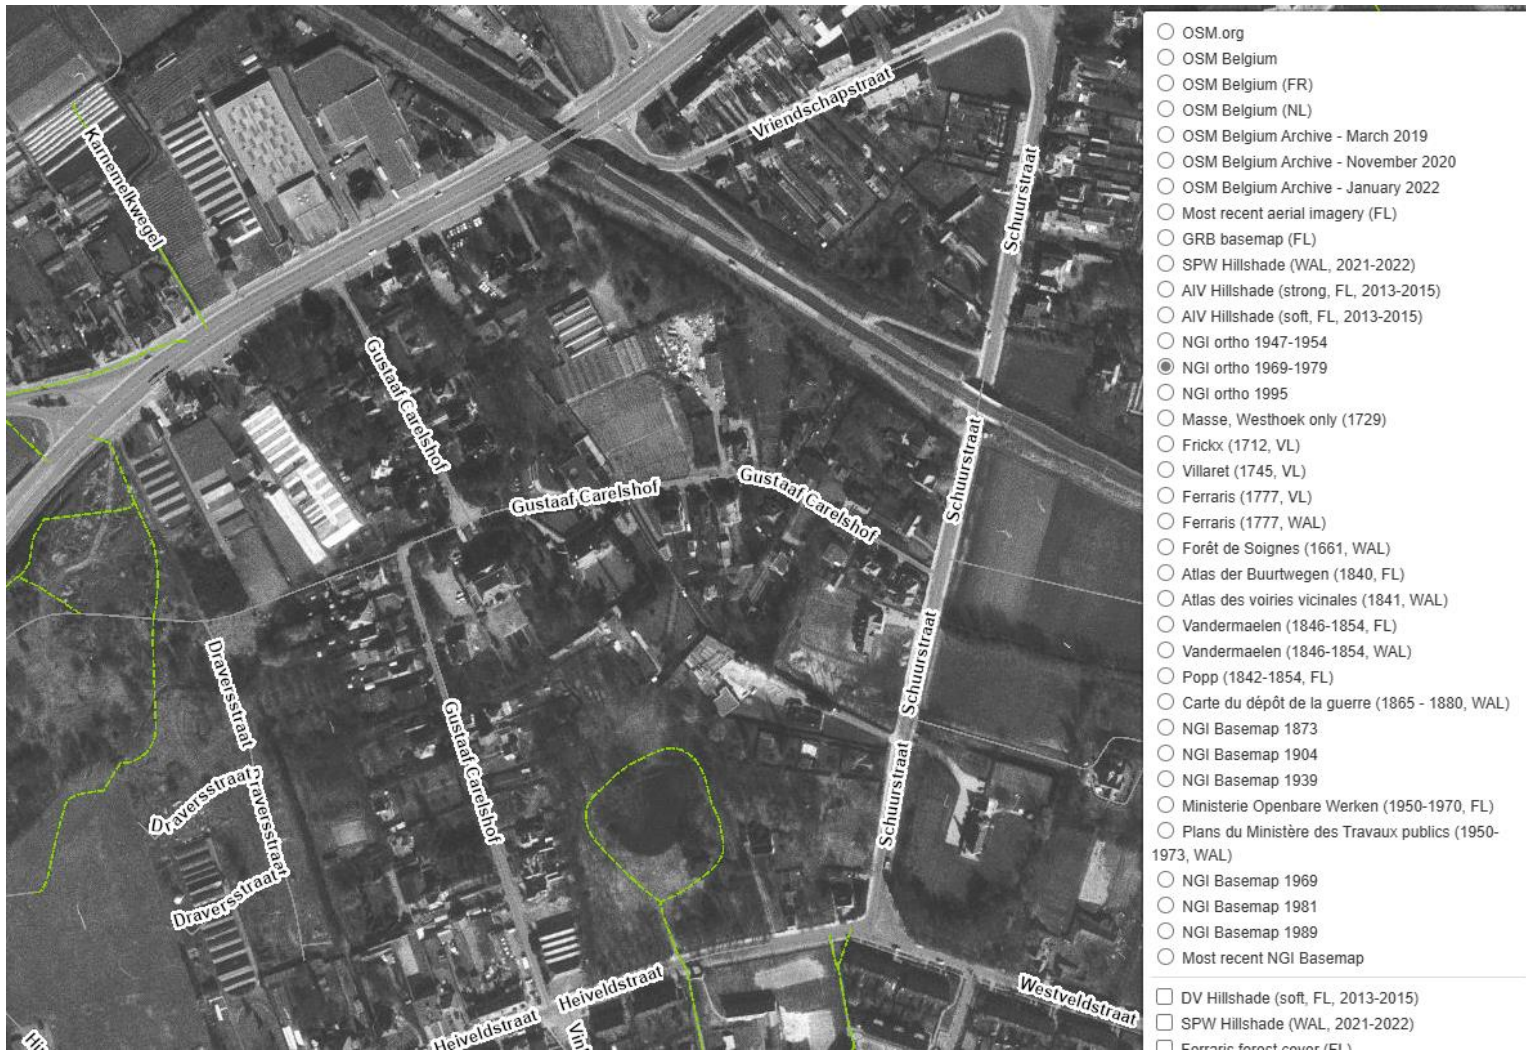 Karnemelkwegel
Vriendschapstraat
Schuurstraat
Gustaaf Carelshof
Gustaaf Carelshof
Gustaaf Carelshof
Schuurstraat
Schuurstraat
Draversstraat
Gustaaf Carelshof
Schuurstraat
Draversstraat
Draversstraat
Draversstraat
Heiveldstraat
Westveldstraat
Heiveldstraat
OSM.org
OSM Belgium
OSM Belgium (FR)
OSM Belgium (NL)
OSM Belgium Archive - March 2019
OSM Belgium Archive - November 2020
OSM Belgium Archive - January 2022
Most recent aerial imagery (FL)
GRB basemap (FL)
SPW Hillshade (WAL, 2021-2022)
AIV Hillshade (strong, FL, 2013-2015)
AIV Hillshade (soft, FL, 2013-2015)
NGI ortho 1947-1954
NGI ortho 1969-1979
NGI ortho 1995
Masse, Westhoek only (1729)
Frickx (1712, VL)
Villaret (1745, VL)
Ferraris (1777, VL)
Ferraris (1777, WAL)
Forêt de Soignes (1661, WAL)
Atlas der Buurtwegen (1840, FL)
Atlas des voiries vicinales (1841, WAL)
Vandermaelen (1846-1854, FL)
Vandermaelen (1846-1854, WAL)
Popp (1842-1854, FL)
Carte du dépôt de la guerre (1865 - 1880, WAL)
NGI Basemap 1873
NGI Basemap 1904
NGI Basemap 1939
Ministerie Openbare Werken (1950-1970, FL)
Plans du Ministère des Travaux publics (1950-
1973, WAL)
NGI Basemap 1969
NGI Basemap 1981
NGI Basemap 1989
Most recent NGI Basemap
DV Hillshade (soft, FL, 2013-2015)
SPW Hillshade (WAL, 2021-2022)
Ferraris forest cover (FL)